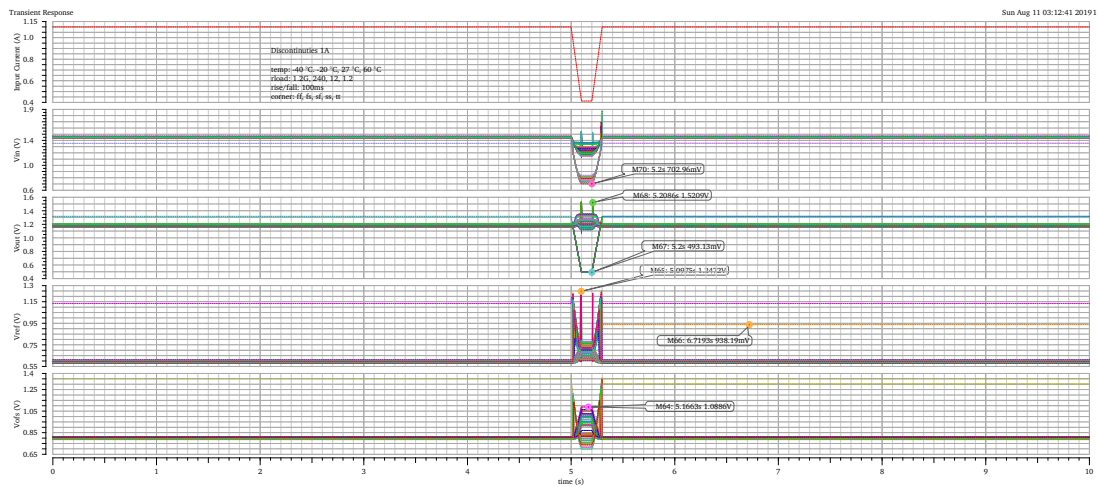 Transient Response
Sun Aug 11 03:12:41 2019 1
1.15
1.0
0.8
0.6
0.4
Input Current (A)
Discontinuties 1A
temp: -40 °C, -20 °C, 27 °C, 60 °C
rload: 1.2G, 240, 12, 1.2
rise/fall: 100ms
corner: ff, fs, sf, ss, tt
1.9
1.4
1.0
0.6
Vin (V)
M70: 5.2s 702.96mV
1.6
1.4
1.2
1.0
0.8
0.6
0.4
Vout (V)
M68: 5.2086s 1.5209V
M67: 5.2s 493.13mV
M65: 5.0975s 1.2472V
1.3
1.15
0.95
0.75
0.55
Vref (V)
M66: 6.7193s 938.19mV
1.4
1.25
1.05
0.85
0.65
Vofs (V)
M64: 5.1663s 1.0886V
0 1 2 3 4 5 6 7 8 9 10
time (s)